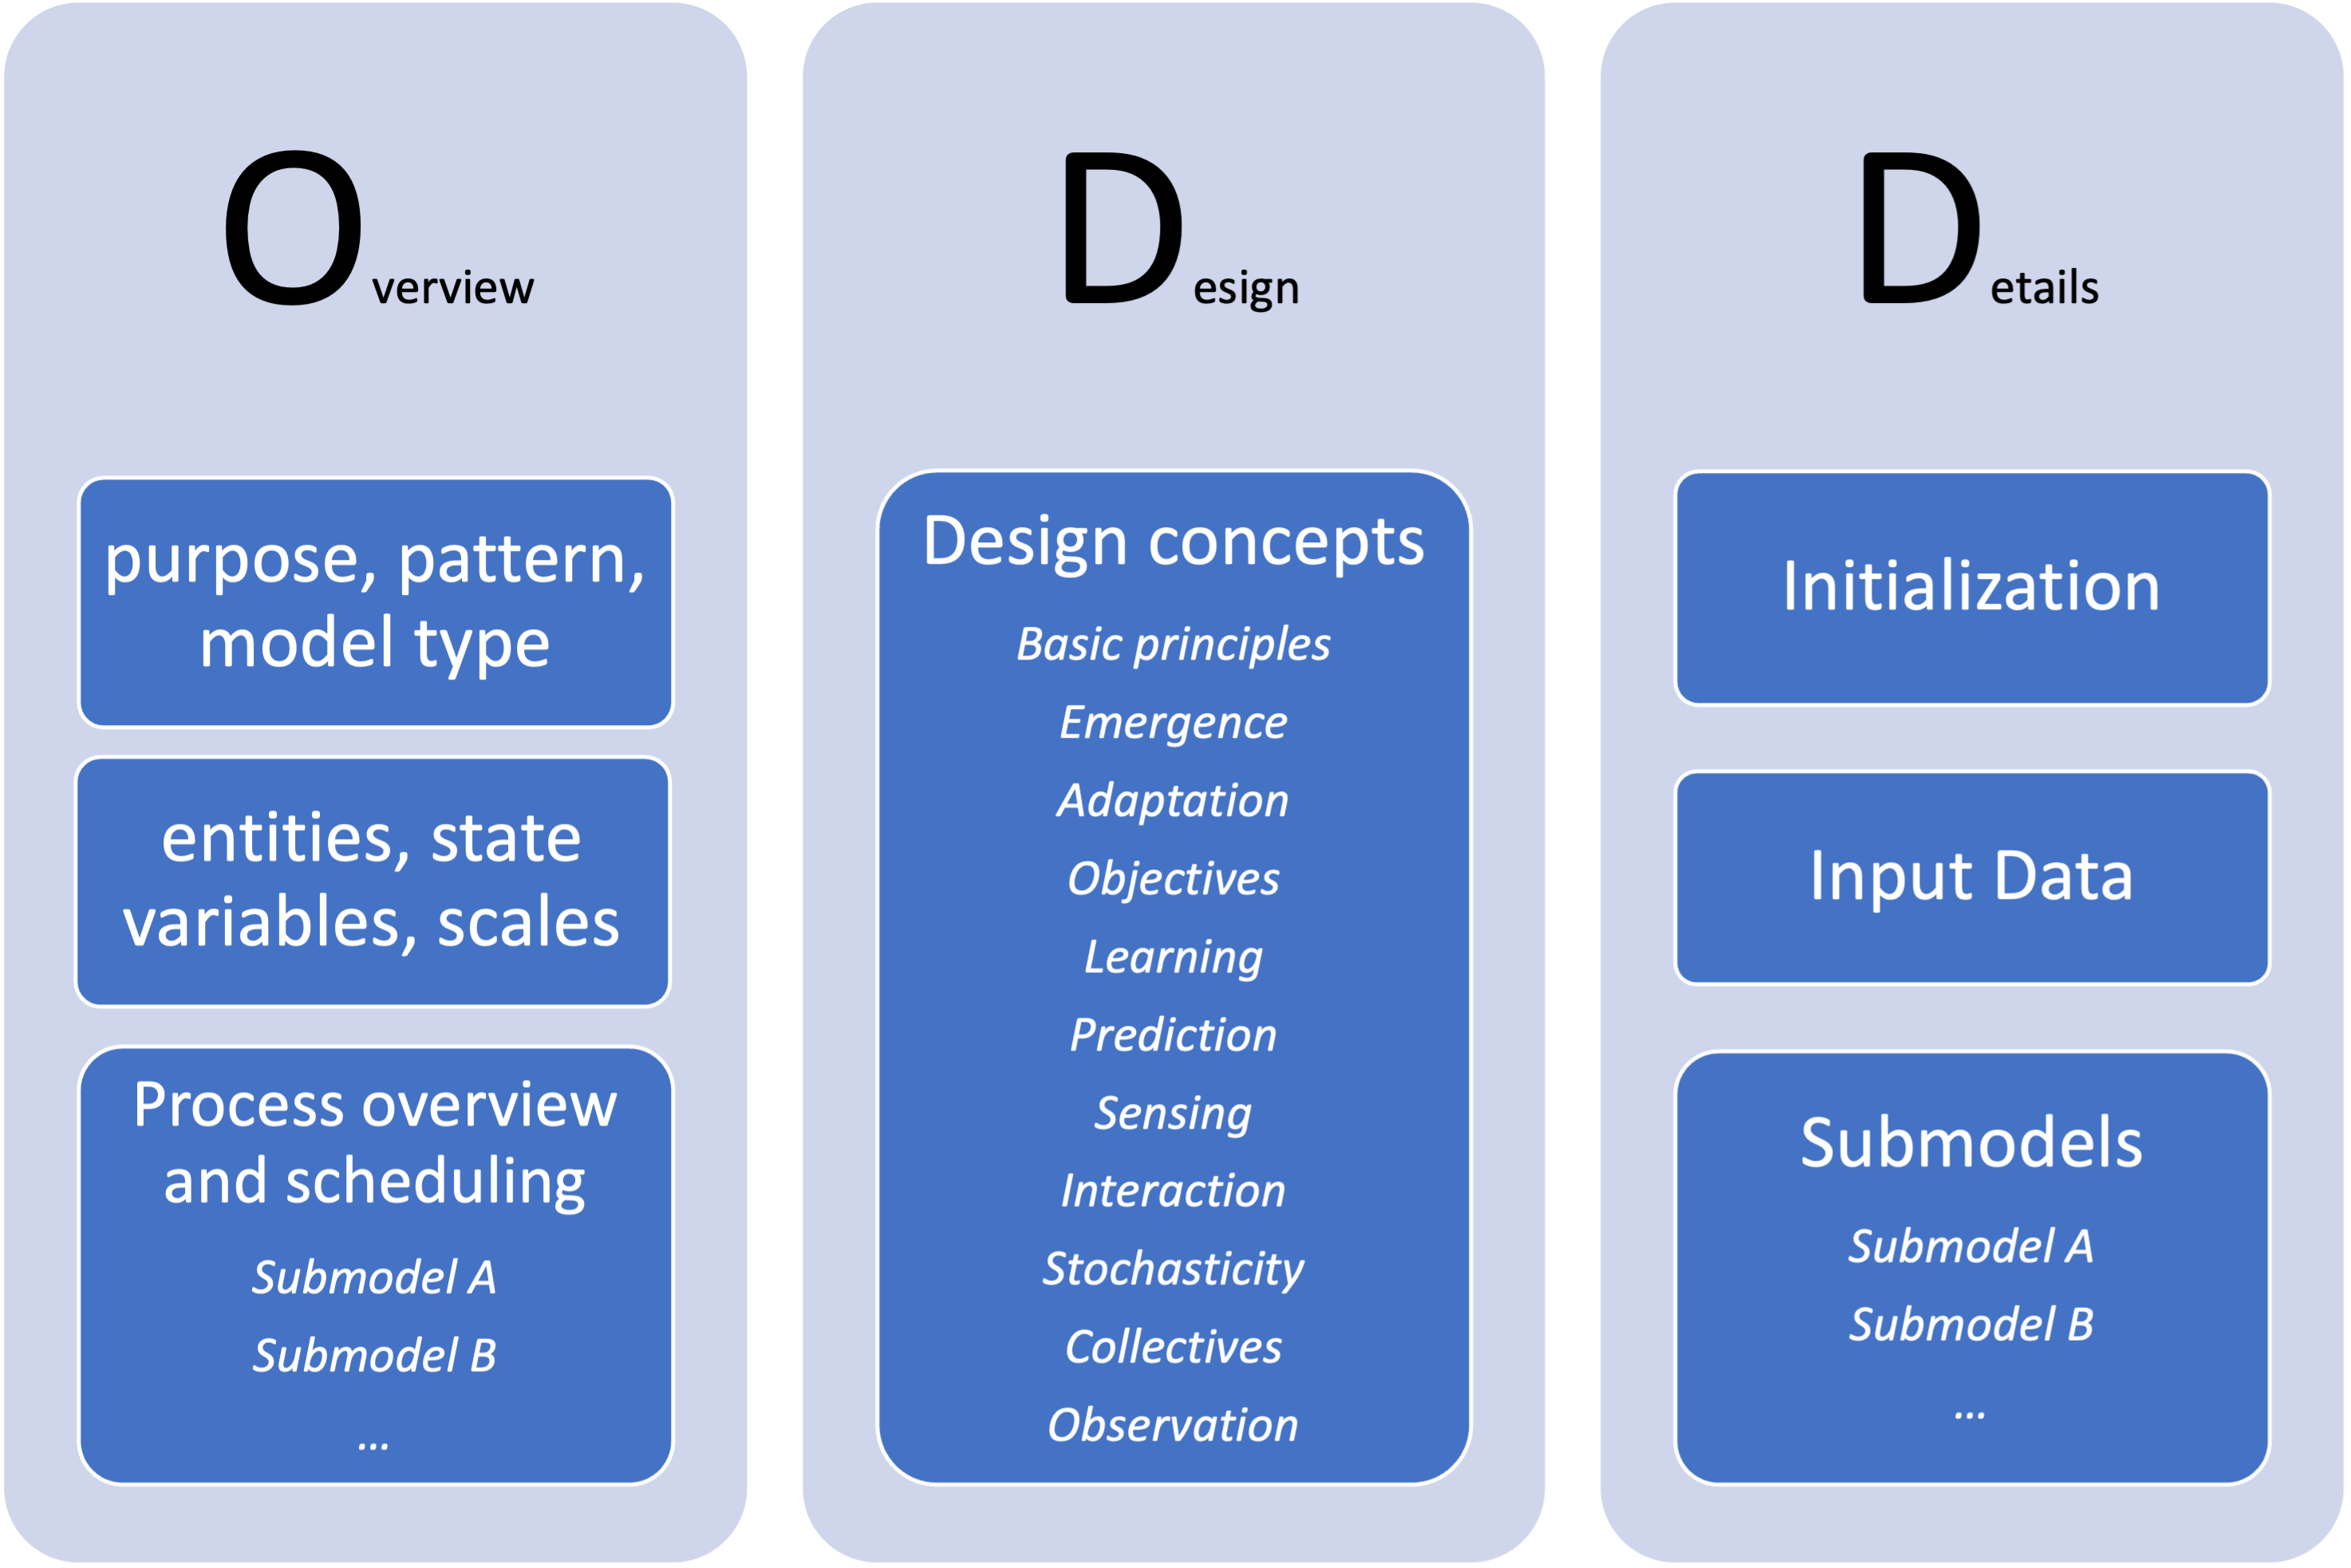 Overview
purpose, pattern,
model type
entities, state
variables, scales
Process overview
and scheduling
Submodel A
Submodel B
...
Design
Design concepts
Basic principles
Emergence
Adaptation
Objectives
Learning
Prediction
Sensing
Interaction
Stochasticity
Collectives
Observation
Details
Initialization
Input Data
Submodels
Submodel A
Submodel B
...